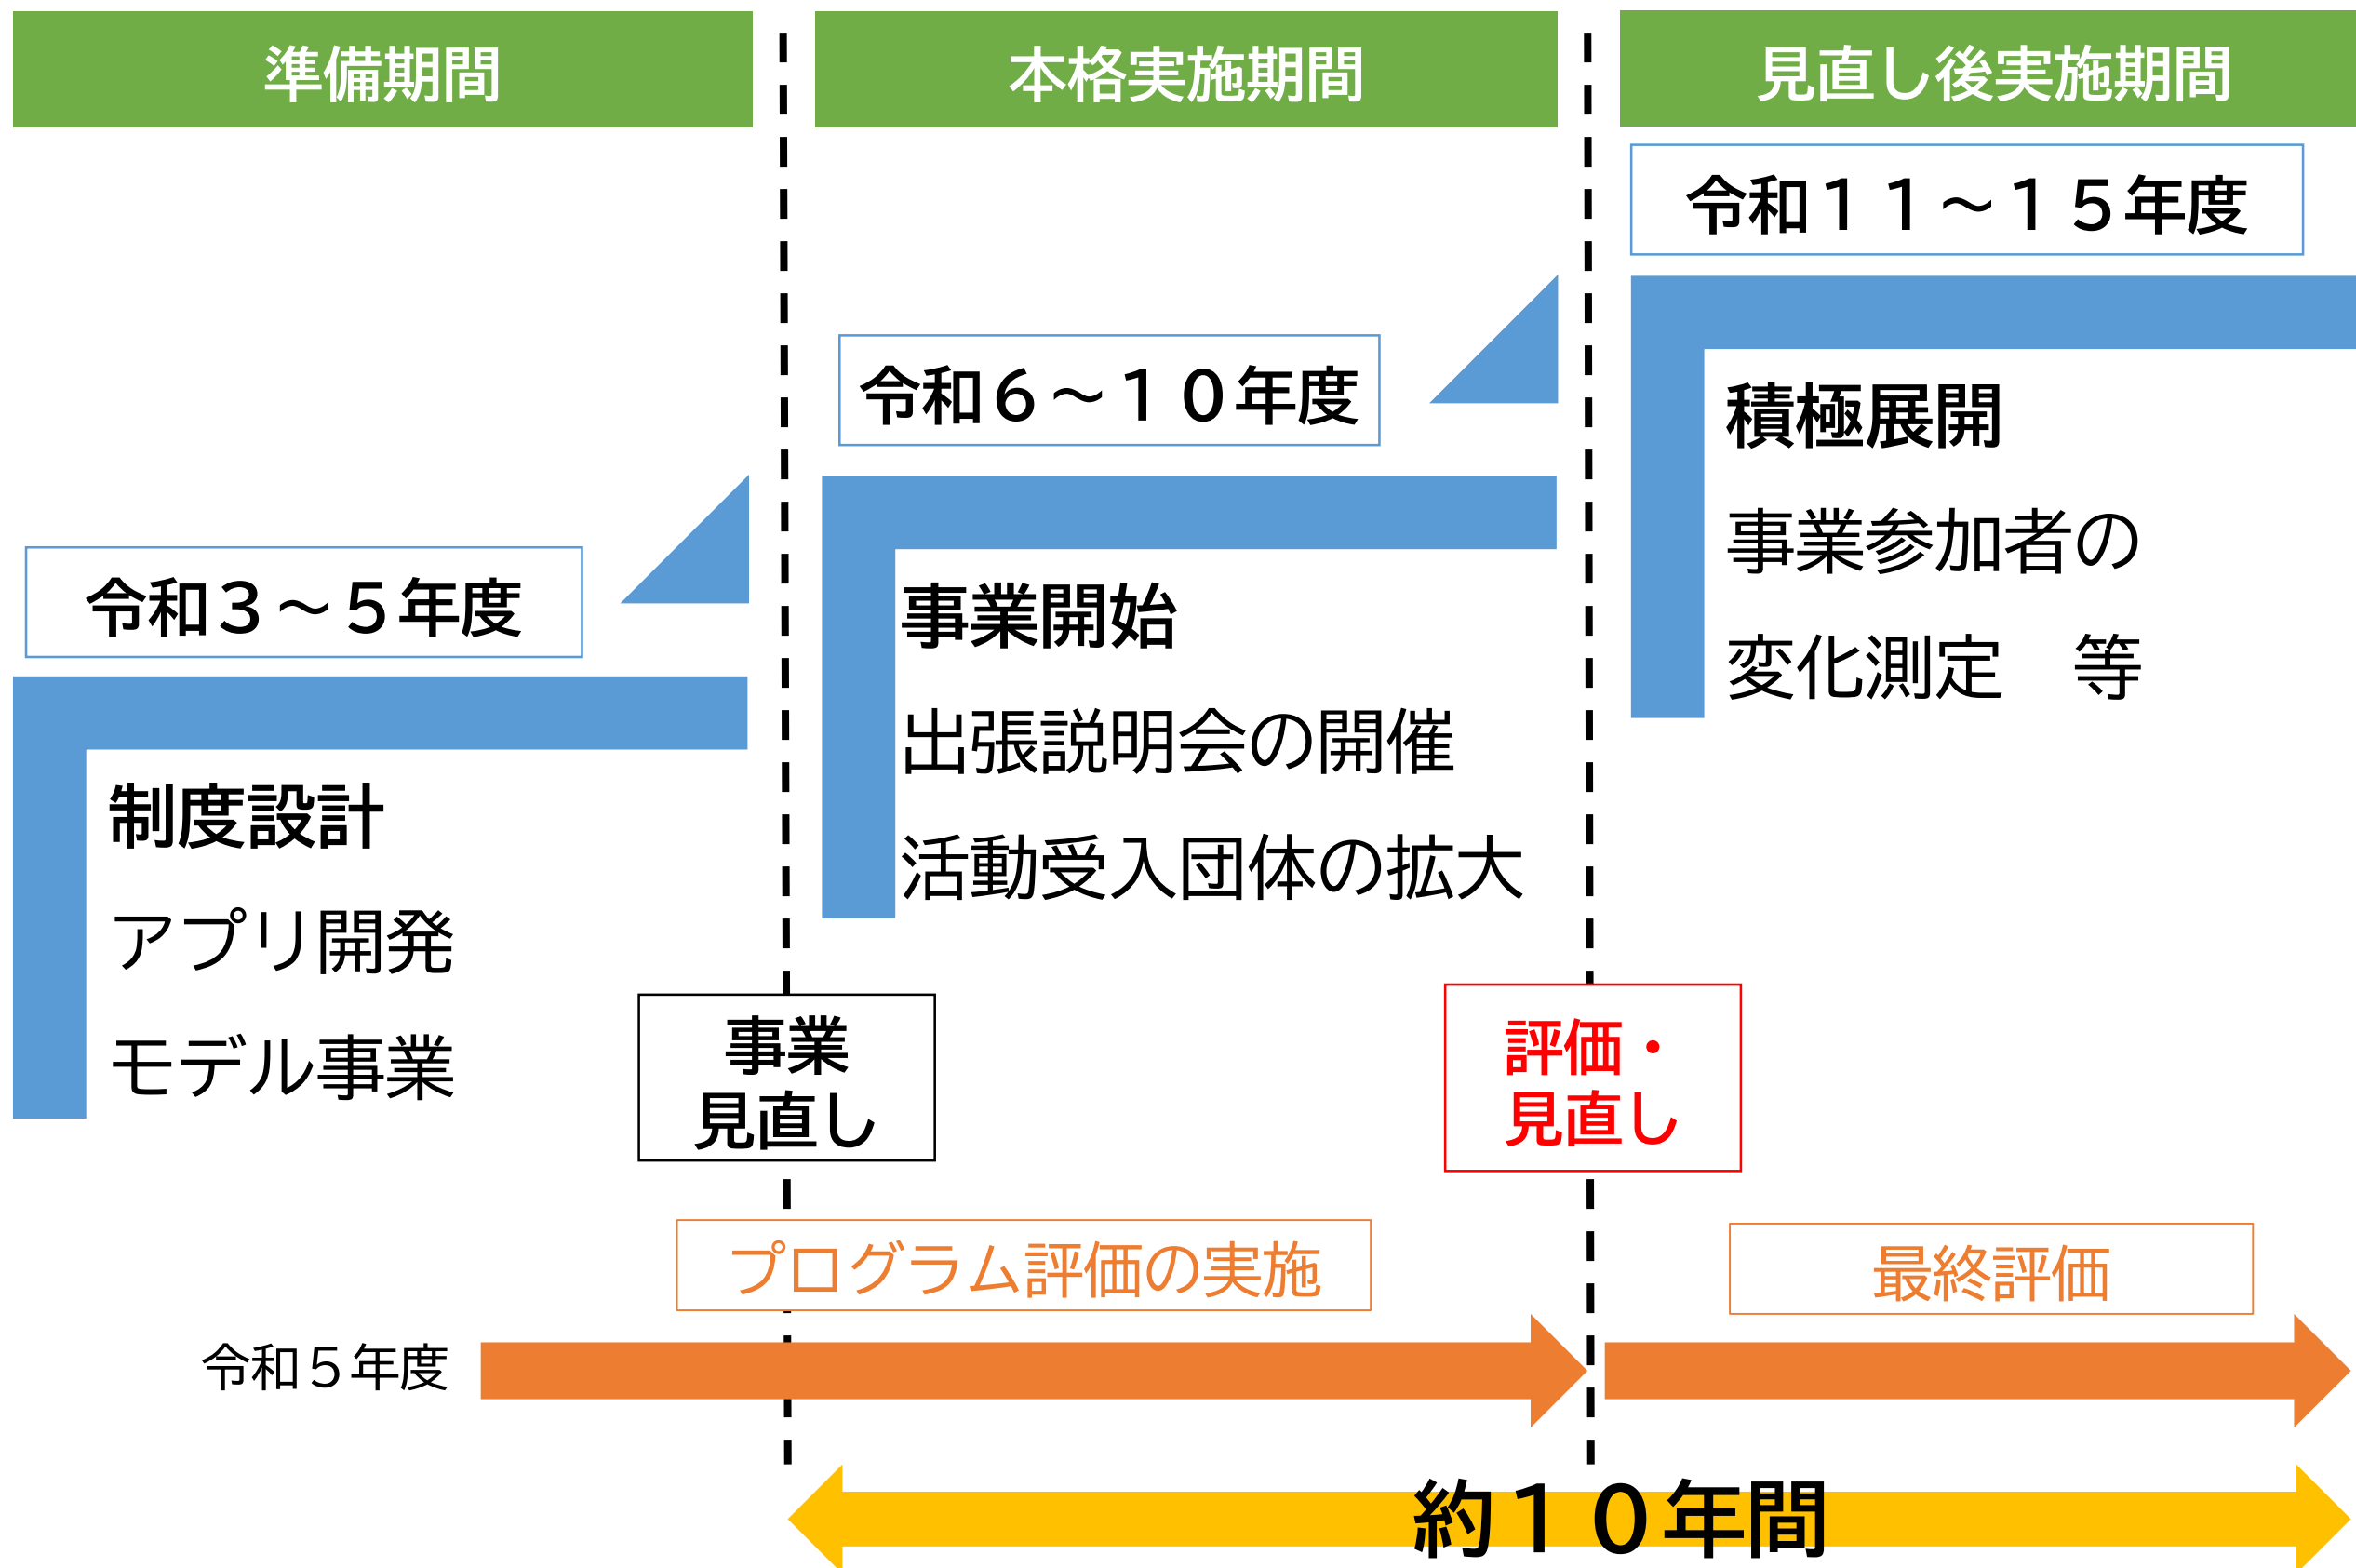 準備期間
本格実施期間
見直し後実施期間
令和３～５年度
制度設計
アプリ開発
モデル事業
令和６～１０年度
事業開始
出張説明会の開催
活動受入団体の拡大
令和１１～１５年度
積極展開
事業参加者の
変化測定　等
事業
見直し
評価・
見直し
プログラム評価の実施
最終評価
令和５年度
約１０年間